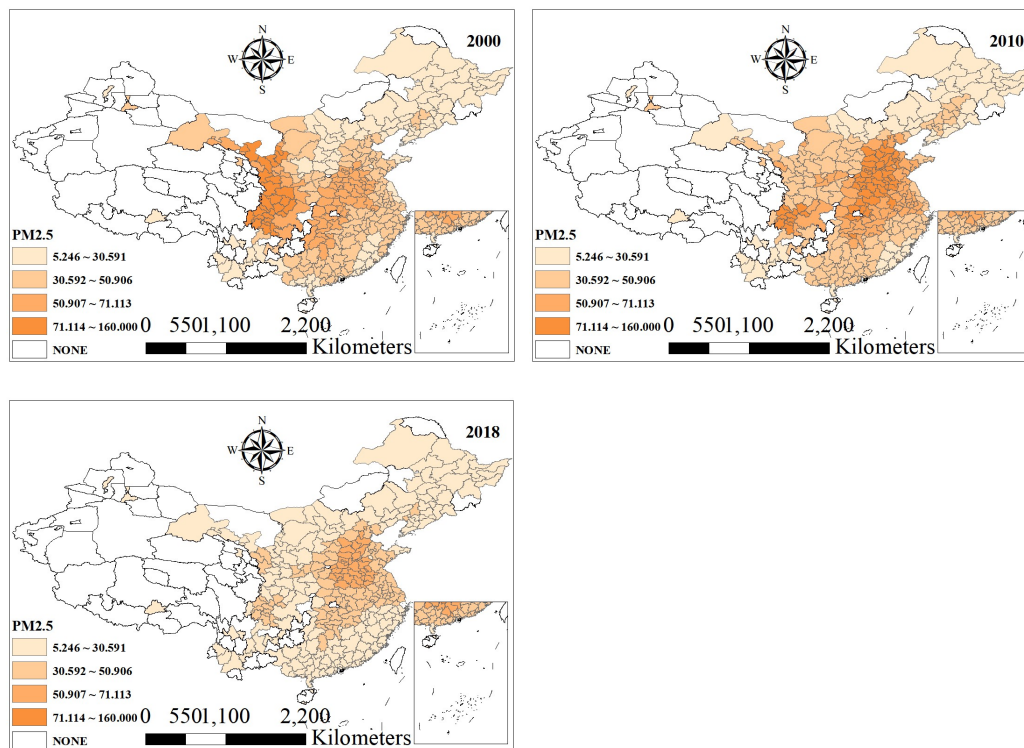 N
2000
W E
S
PM2.5
5.246 ~ 30.591
30.592 ~ 50.906
50.907 ~ 71.113
71.114 ~ 160.000
NONE
0 5501,100 2,200
Kilometers
N
2010
W E
S
PM2.5
5.246 ~ 30.591
30.592 ~ 50.906
50.907 ~ 71.113
71.114 ~ 160.000
NONE
0 5501,100 2,200
Kilometers
N
2018
W E
S
PM2.5
5.246 ~ 30.591
30.592 ~ 50.906
50.907 ~ 71.113
71.114 ~ 160.000
NONE
0 5501,100 2,200
Kilometers